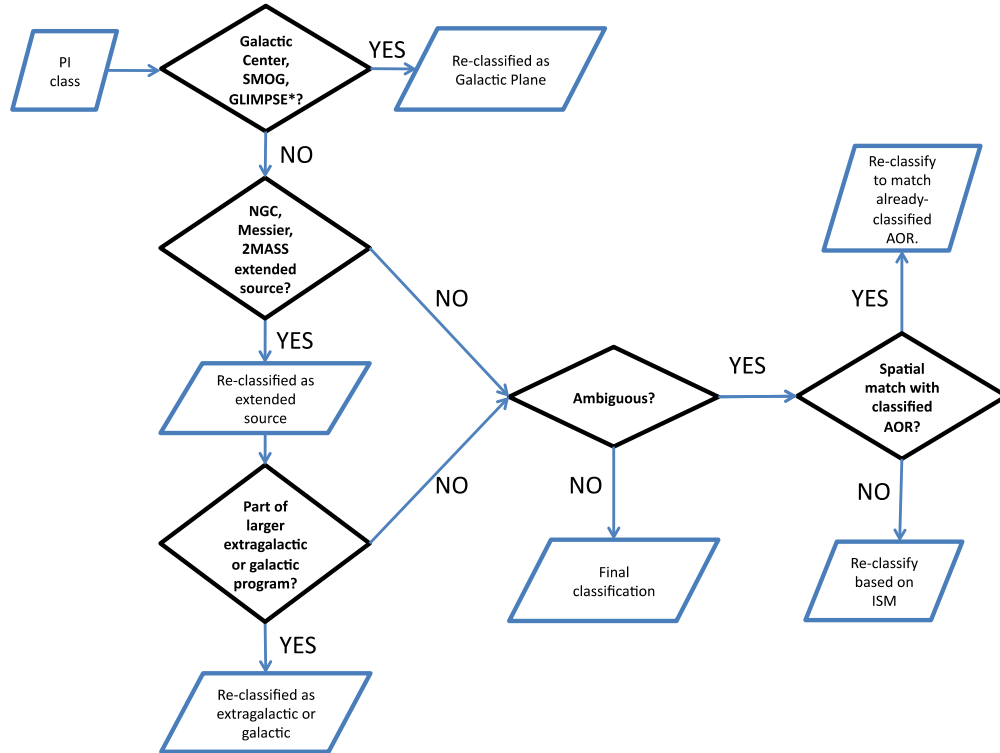 PI
class
Galactic
Center,
SMOG,
GLIMPSE*?
YES
Re-classified as
Galactic Plane
NO
NGC,
Messier,
2MASS
extended
source?
NO
YES
Re-classified as
extended
source
Part of
larger
extragalactic
or galactic
program?
NO
YES
Re-classified as
extragalactic or
galactic
Ambiguous?
YES
NO
Final
classification
Spatial
match with
classified
AOR?
YES
Re-classify
to match
already-
classified
AOR.
NO
Re-classify
based on
ISM